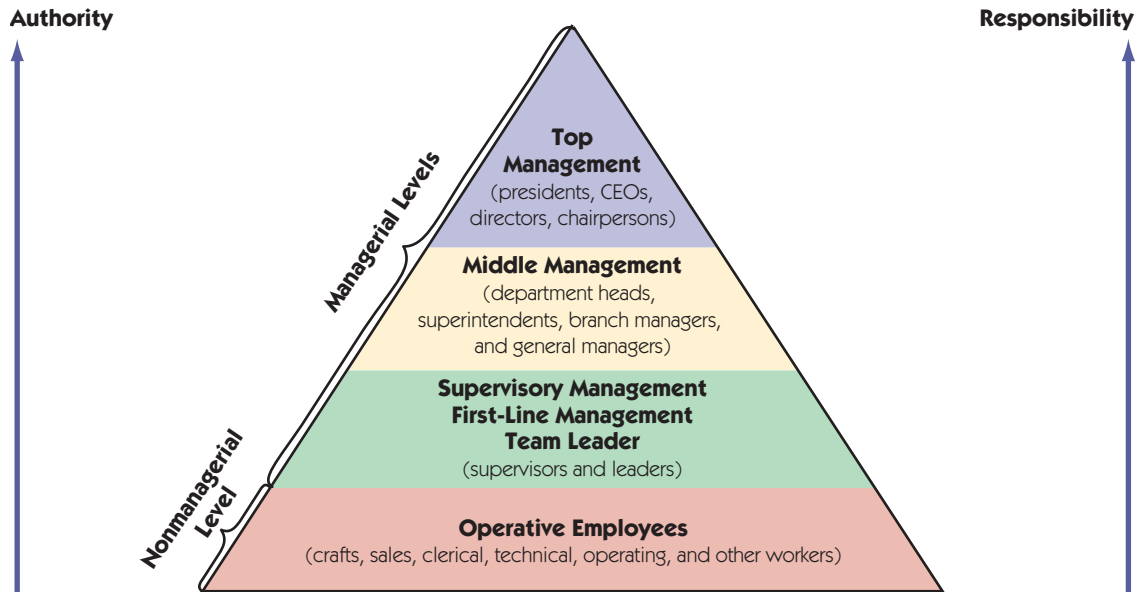 Authority
Responsibility
Managerial Levels
Nonmanagerial
Level
Top
Management
(presidents, CEOs,
directors, chairpersons)
Middle Management
(department heads,
superintendents, branch managers,
and general managers)
Supervisory Management
First-Line Management
Team Leader
(supervisors and leaders)
Operative Employees
(crafts, sales, clerical, technical, operating, and other workers)